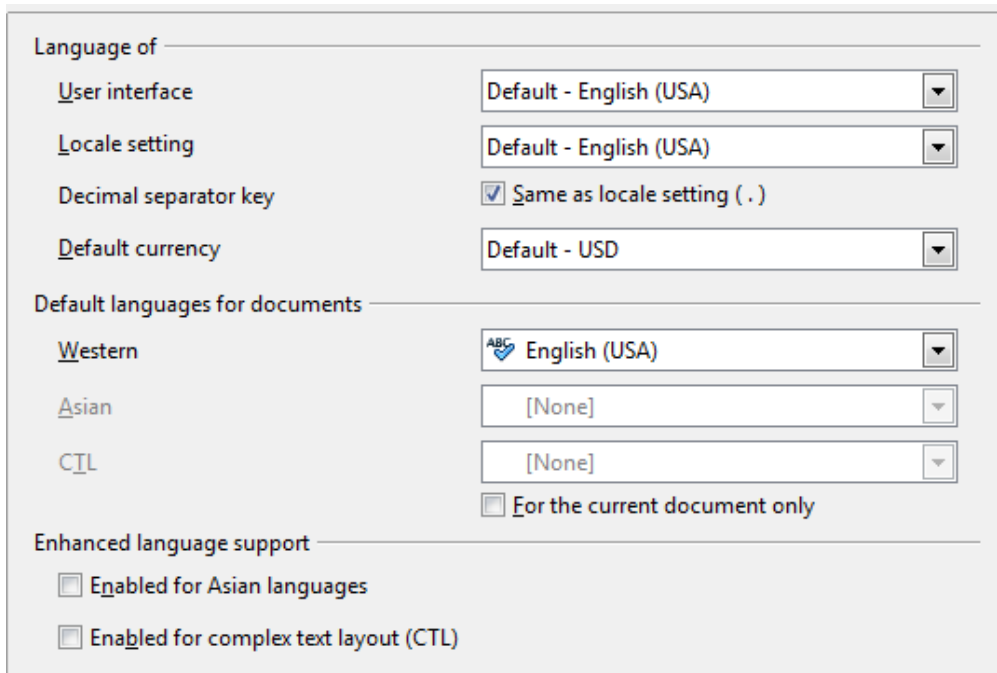 Language of
User interface Default - English (USA)
Locale setting Default - English (USA)
Decimal separator key Same as locale setting ( . )
Default currency Default - USD
Default languages for documents
Western ABC English (USA)
Asian [None]
CTL [None]
For the current document only
Enhanced language support
Enabled for Asian languages
Enabled for complex text layout (CTL)